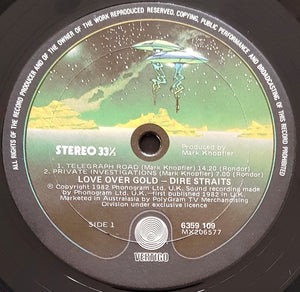 ALL RIGHTS OF THE RECORD PRODUCER AND OF THE OWNER OF THE WORK REPRODUCED RESERVED. COPYING, PUBLIC PERFORMANCE AND BROADCASTING OF THIS RECORD PROHIBITED
STEREO 33⅓
Produced by
Mark Knopfler
1. TELEGRAPH ROAD (Mark Knopfler) 14.20 (Rondor)
2. PRIVATE INVESTIGATIONS (Mark Knopfler) 7.00 (Rondor)
LOVE OVER GOLD – DIRE STRAITS
© Copyright 1982 Phonogram Ltd, U.K. Sound recording made
by Phonogram Ltd. U.K.—first published 1982 in U.K.
Marketed in Australasia by PolyGram TV Merchandising
Division under exclusive licence
SIDE 1
6359 109
MX206577
VERTIGO